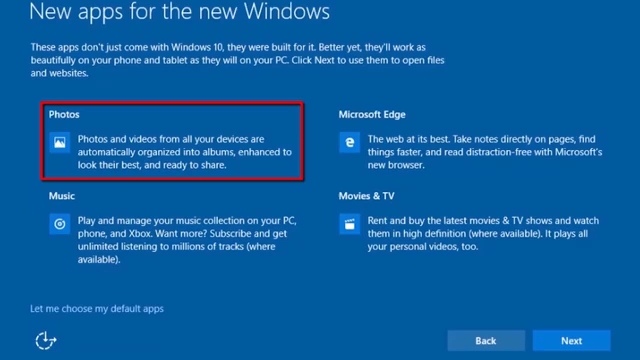 New apps for the new Windows
These apps don't just come with Windows 10, they were built for it. Better yet, they'll work as
beautifully on your phone and tablet as they will on your PC. Click Next to use them to open files
and websites.
Photos
Photos and videos from all your devices are
automatically organized into albums, enhanced to
look their best, and ready to share.
Microsoft Edge
The web at its best. Take notes directly on pages, find
things faster, and read distraction-free with Microsoft's
new browser.
Music
Play and manage your music collection on your PC,
phone, and Xbox. Want more? Subscribe and get
unlimited listening to millions of tracks (where
available).
Movies & TV
Rent and buy the latest movies & TV shows and watch
them in high definition (where available). It plays all
your personal videos, too.
Let me choose my default apps
Back
Next